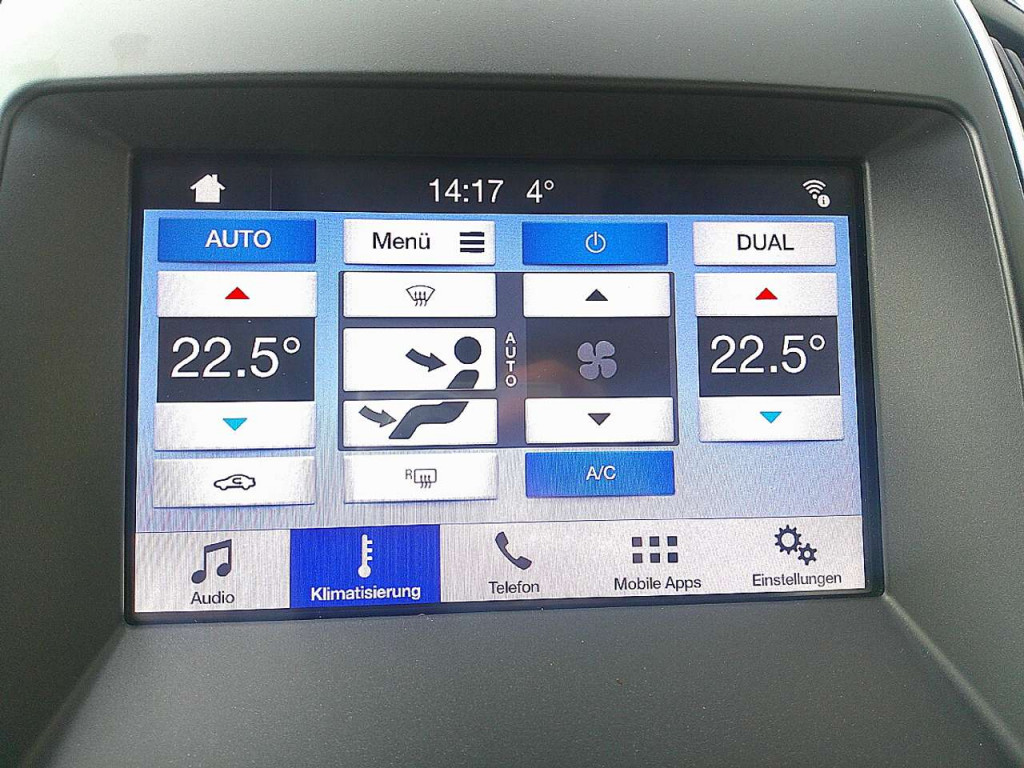 14:17 4°
AUTO
Menü
DUAL
22.5°
AUTO
22.5°
R
A/C
Audio
Klimatisierung
Telefon
Mobile Apps
Einstellungen